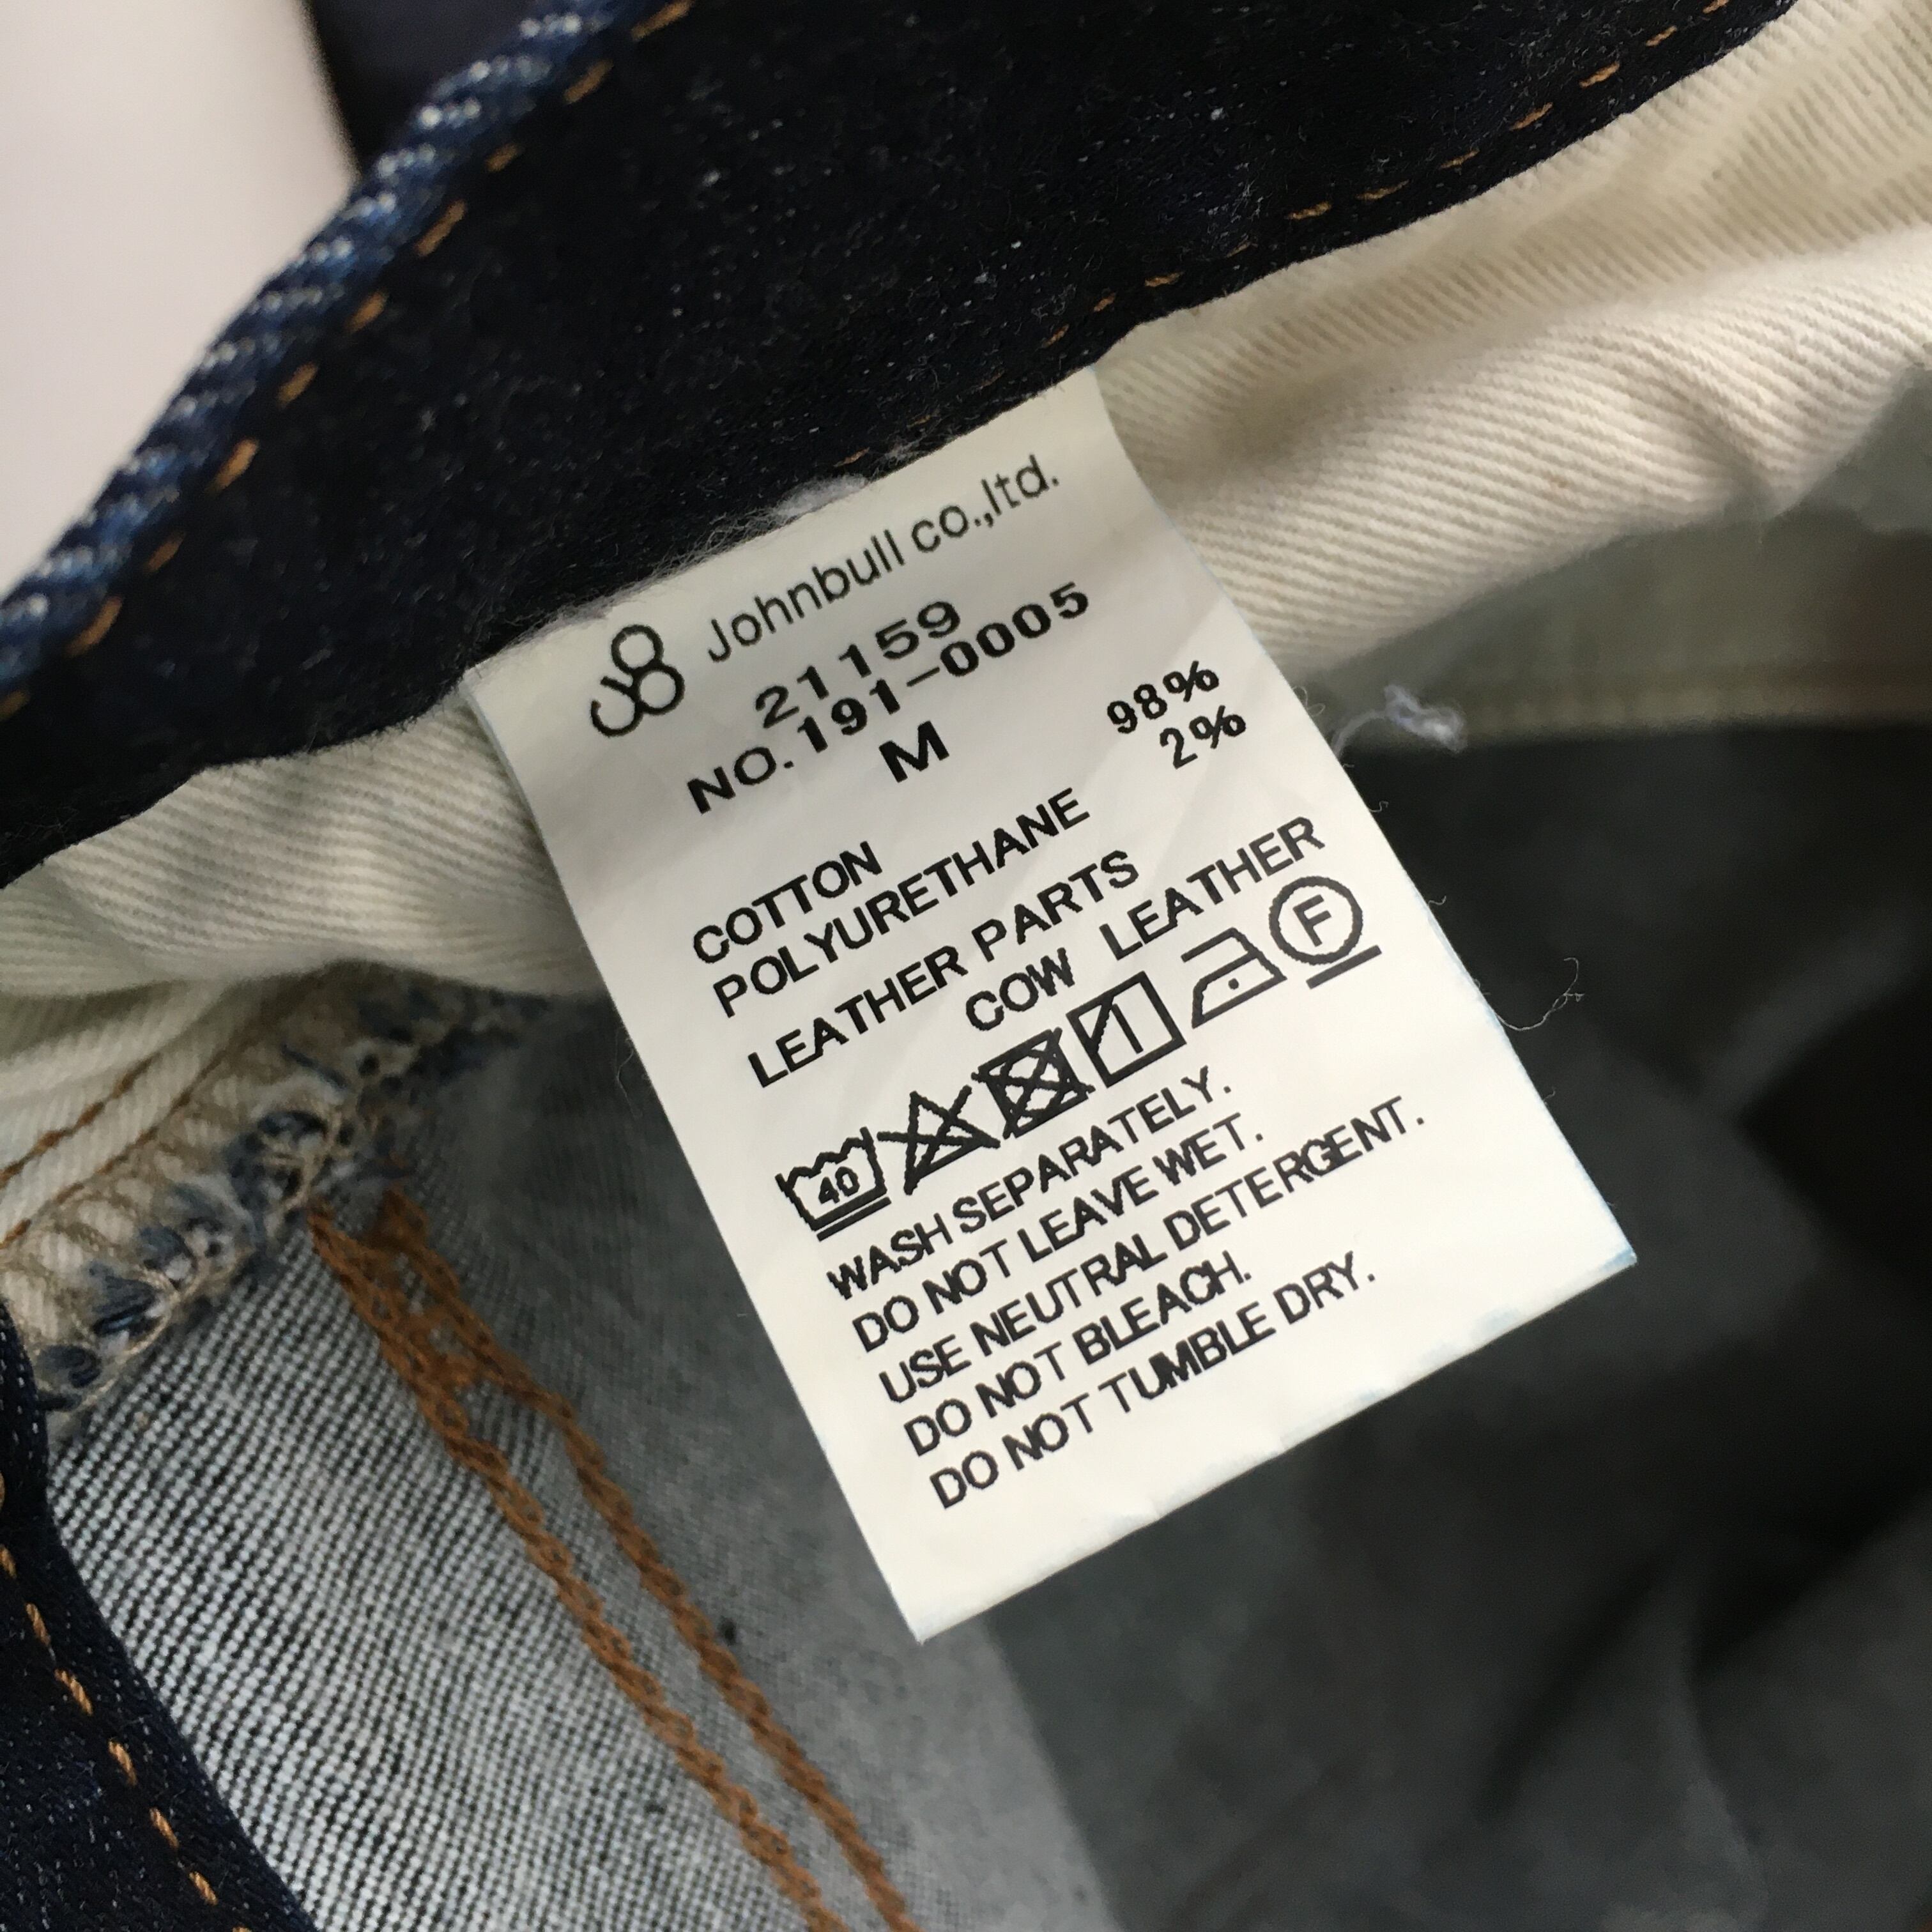 Johnbull co.,ltd.
21159
NO.191-0005
M
COTTON 98%
POLYURETHANE 2%
LEATHER PARTS
COW LEATHER
40 F
WASH SEPARATELY.
DO NOT LEAVE WET.
USE NEUTRAL DETERGENT.
DO NOT BLEACH.
DO NOT TUMBLE DRY.